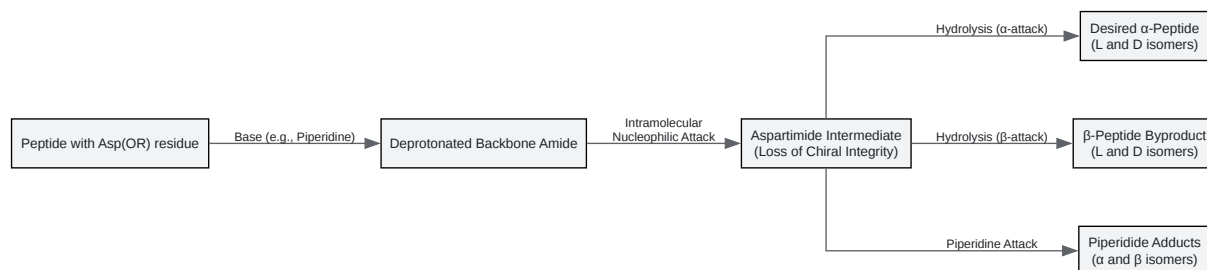 Peptide with Asp(OR) residue
Base (e.g., Piperidine)
Deprotonated Backbone Amide
Intramolecular
Nucleophilic Attack
Aspartimide Intermediate
(Loss of Chiral Integrity)
Hydrolysis (α-attack)
Desired α-Peptide
(L and D isomers)
Hydrolysis (β-attack)
β-Peptide Byproduct
(L and D isomers)
Piperidine Attack
Piperidide Adducts
(α and β isomers)